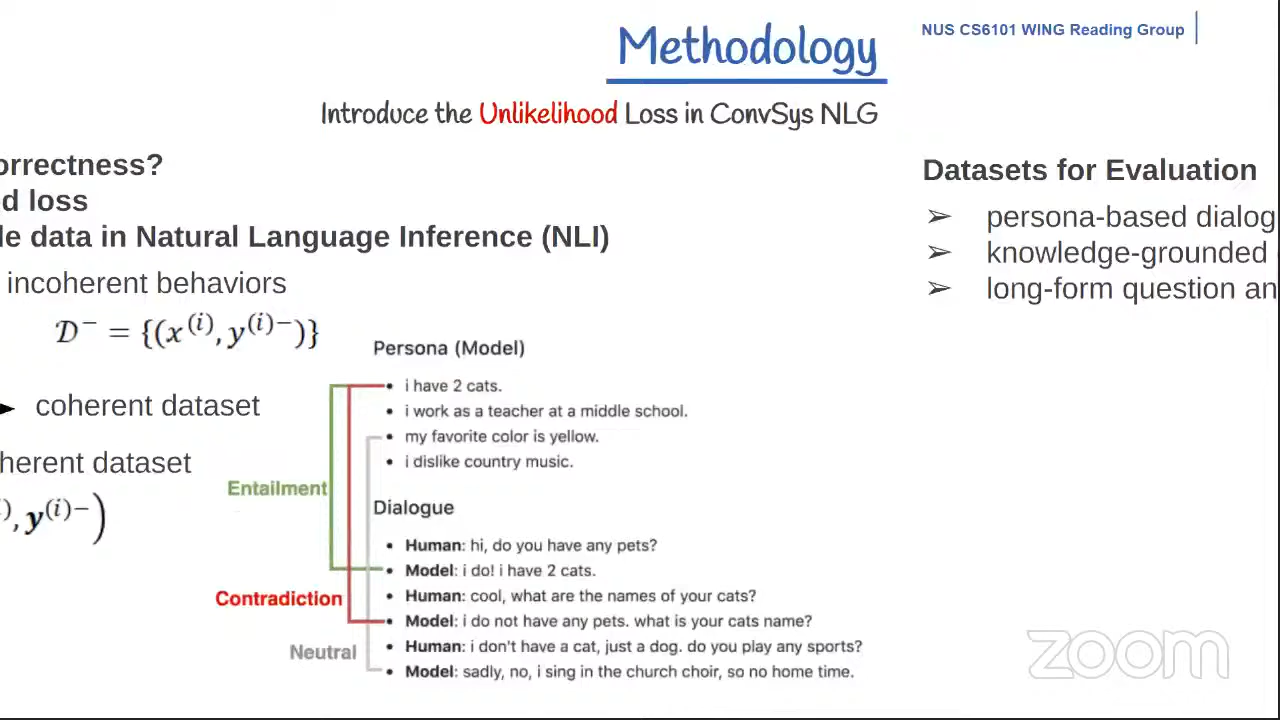 Methodology
NUS CS6101 WING Reading Group
Introduce the Unlikelihood Loss in ConvSys NLG
orrectness?
d loss
le data in Natural Language Inference (NLI)
incoherent behaviors
𝒟⁻ = {(x⁽ⁱ⁾, y⁽ⁱ⁾⁻)}
coherent dataset
herent dataset
⁾, y⁽ⁱ⁾⁻)
Persona (Model)
• i have 2 cats.
• i work as a teacher at a middle school.
• my favorite color is yellow.
• i dislike country music.
Entailment
Dialogue
• Human: hi, do you have any pets?
• Model: i do! i have 2 cats.
• Human: cool, what are the names of your cats?
Contradiction
• Model: i do not have any pets. what is your cats name?
• Human: i don't have a cat, just a dog. do you play any sports?
Neutral
• Model: sadly, no, i sing in the church choir, so no home time.
Datasets for Evaluation
➢ persona-based dialog
➢ knowledge-grounded
➢ long-form question an
zoom